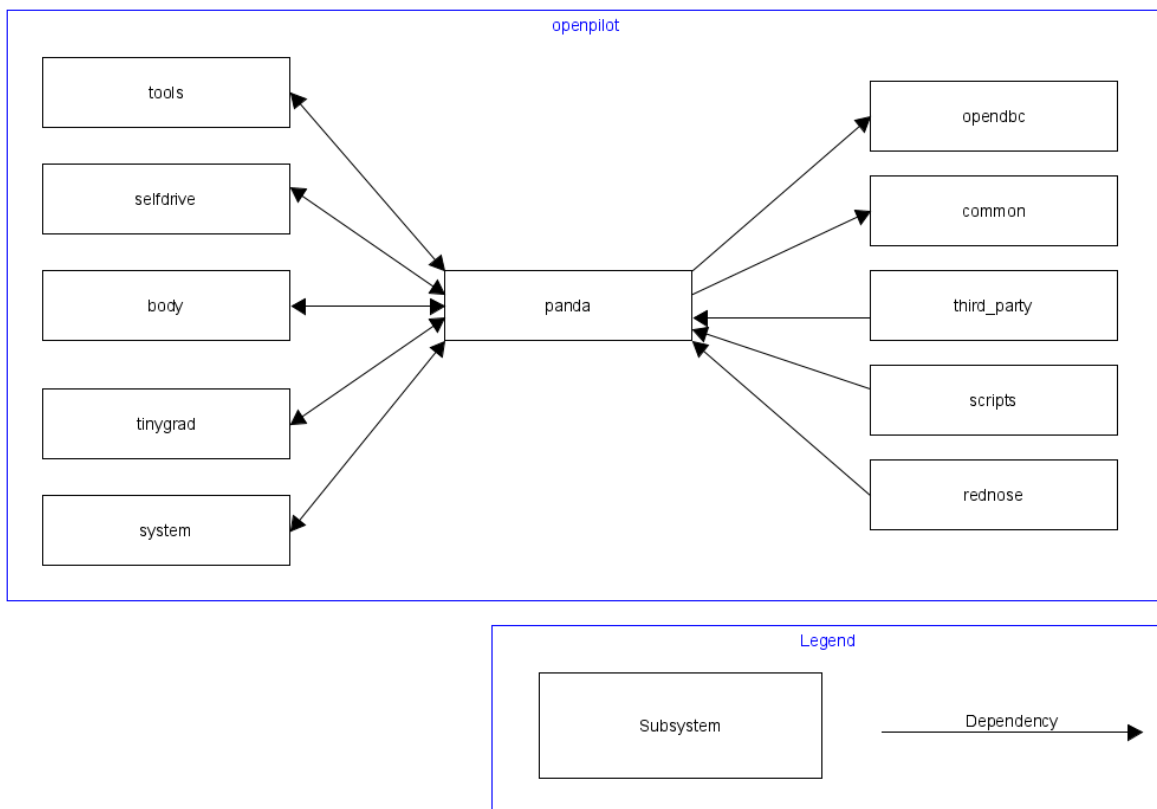 openpilot
tools
selfdrive
body
tinygrad
system
panda
opendbc
common
third_party
scripts
rednose
Legend
Subsystem
Dependency